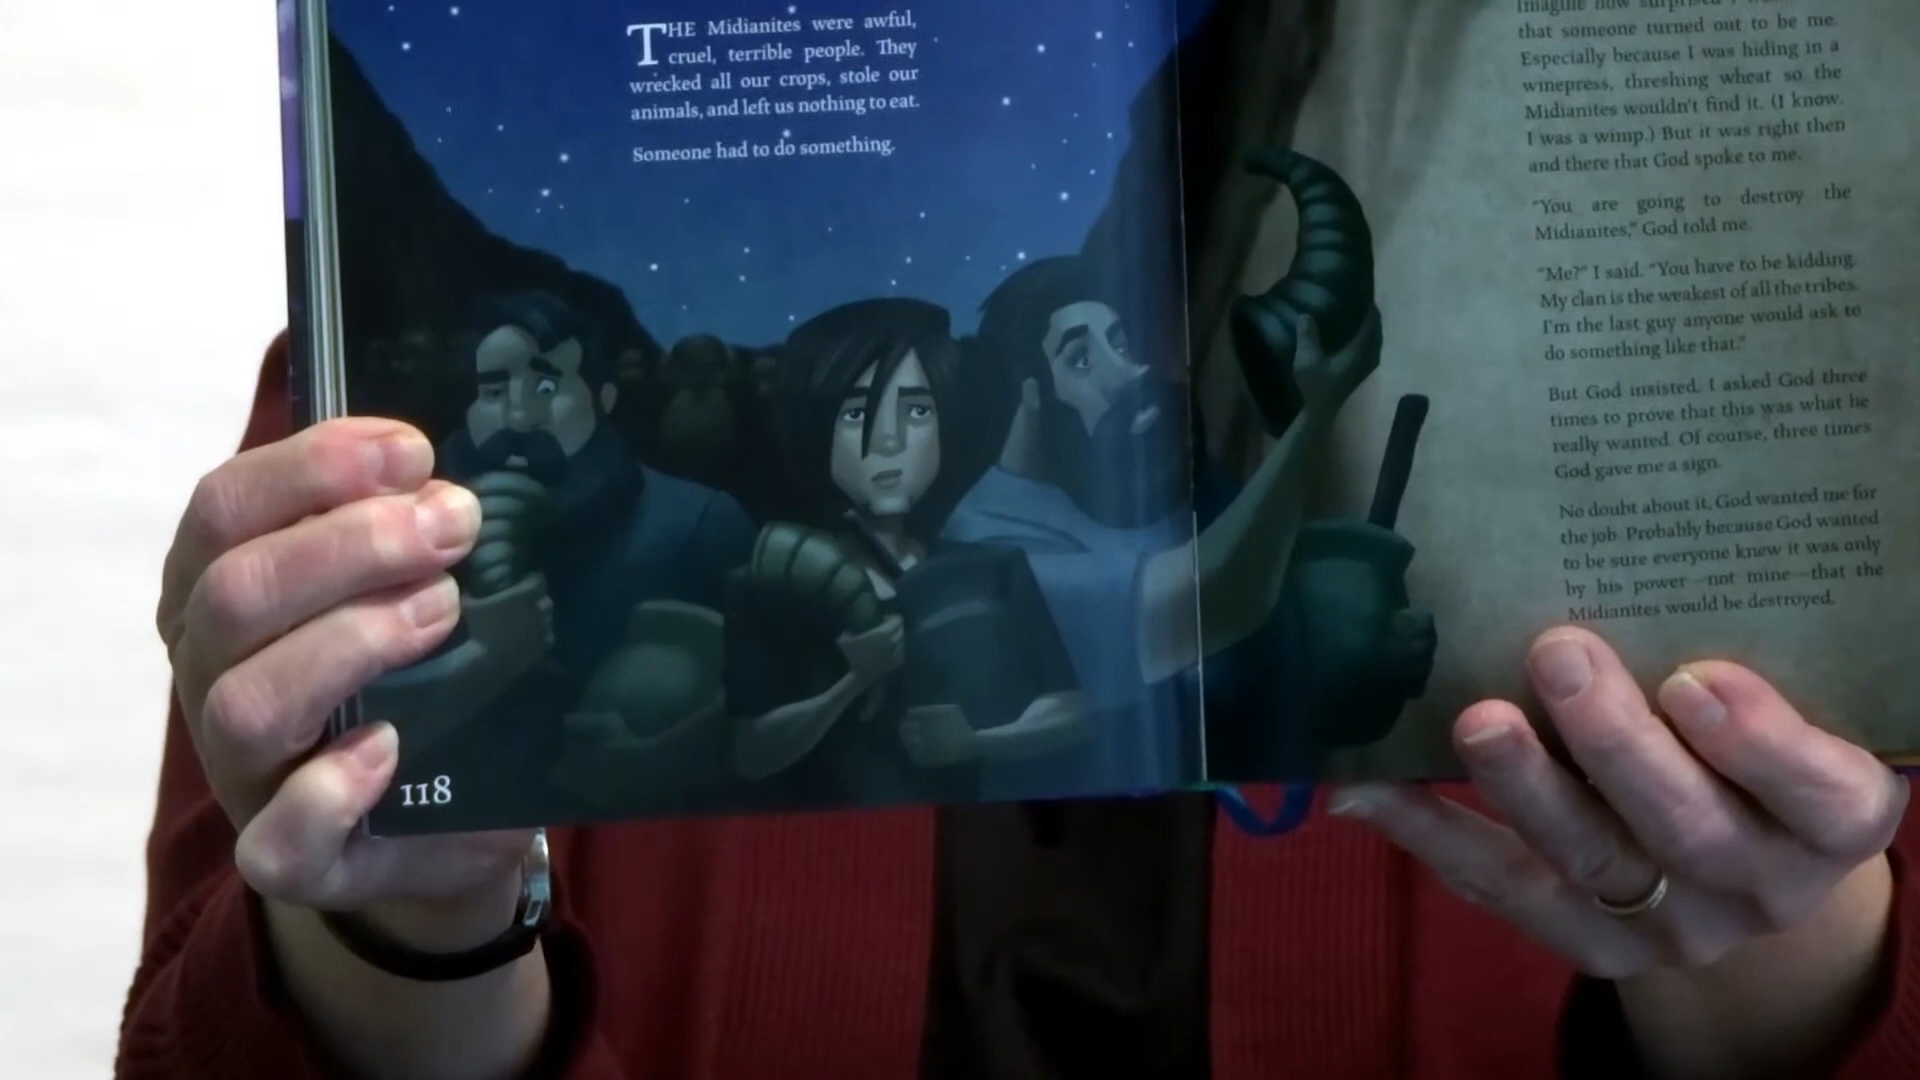 THE Midianites were awful,
cruel, terrible people. They
wrecked all our crops, stole our
animals, and left us nothing to eat.
Someone had to do something.
118
that someone turned out to be me.
Especially because I was hiding in a
winepress, threshing wheat so the
Midianites wouldn't find it. (I know.
I was a wimp.) But it was right then
and there that God spoke to me.
"You are going to destroy the
Midianites," God told me.
"Me?" I said. "You have to be kidding.
My clan is the weakest of all the tribes.
I'm the last guy anyone would ask to
do something like that."
But God insisted. I asked God three
times to prove that this was what he
really wanted. Of course, three times
God gave me a sign.
No doubt about it, God wanted me for
the job. Probably because God wanted
to be sure everyone knew it was only
by his power—not mine—that the
Midianites would be destroyed.